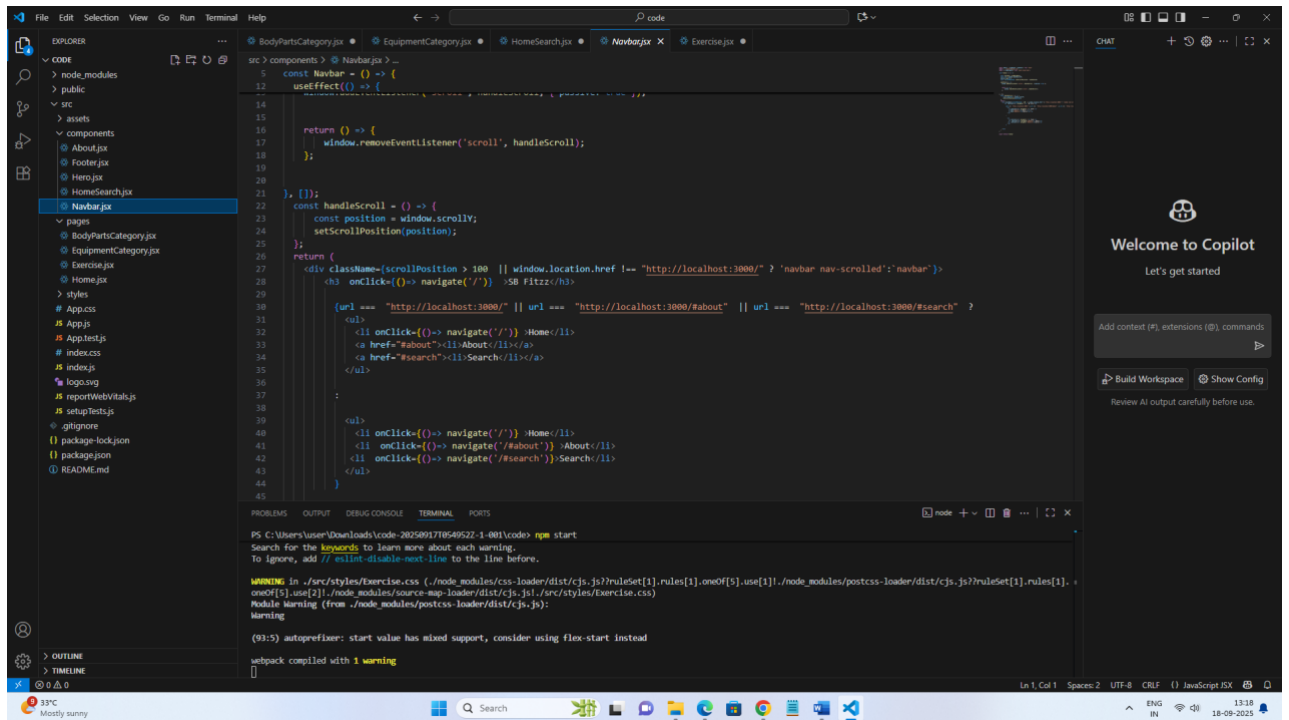 File Edit Selection View Go Run Terminal Help
code
EXPLORER
CODE
node_modules
public
src
assets
components
About.jsx
Footer.jsx
Hero.jsx
HomeSearch.jsx
Navbar.jsx
pages
BodyPartsCategory.jsx
EquipmentCategory.jsx
Exercise.jsx
Home.jsx
styles
# App.css
JS App.js
JS App.test.js
# index.css
JS index.js
logo.svg
JS reportWebVitals.js
JS setupTests.js
.gitignore
{} package-lock.json
{} package.json
README.md
OUTLINE
TIMELINE
BodyPartsCategory.jsx EquipmentCategory.jsx HomeSearch.jsx Navbar.jsx Exercise.jsx
src > components > Navbar.jsx > ...
5 const Navbar = () => {
12 useEffect(() => {
14
15
16 return () => {
17 window.removeEventListener('scroll', handleScroll);
18 };
19
20
21 }, []);
22 const handleScroll = () => {
23 const position = window.scrollY;
24 setScrollPosition(position);
25 };
26 return (
27 <div className={scrollPosition > 100 || window.location.href !== "http://localhost:3000/" ? 'navbar nav-scrolled':`navbar`}>
28 <h3 onClick={()=> navigate('/')} >SB Fitzz</h3>
29
30 {url === "http://localhost:3000/" || url === "http://localhost:3000/#about" || url === "http://localhost:3000/#search" ?
31 <ul>
32 <li onClick={()=> navigate('/')} >Home</li>
33 <a href="#about"><li>About</li></a>
34 <a href="#search"><li>Search</li></a>
35 </ul>
36
37 :
38
39 <ul>
40 <li onClick={()=> navigate('/')} >Home</li>
41 <li onClick={()=> navigate('/#about')} >About</li>
42 <li onClick={()=> navigate('/#search')}>Search</li>
43 </ul>
44 }
45
PROBLEMS OUTPUT DEBUG CONSOLE TERMINAL PORTS
node
PS C:\Users\user\Downloads\code-20250917T054952Z-1-001\code> npm start
Search for the keywords to learn more about each warning.
To ignore, add // eslint-disable-next-line to the line before.
WARNING in ./src/styles/Exercise.css (./node_modules/css-loader/dist/cjs.js??ruleSet[1].rules[1].oneOf[5].use[1]!./node_modules/postcss-loader/dist/cjs.js??ruleSet[1].rules[1].
oneOf[5].use[2]!./node_modules/source-map-loader/dist/cjs.js!./src/styles/Exercise.css)
Module Warning (from ./node_modules/postcss-loader/dist/cjs.js):
Warning
(93:5) autoprefixer: start value has mixed support, consider using flex-start instead
webpack compiled with 1 warning
CHAT
Welcome to Copilot
Let's get started
Add context (#), extensions (@), commands
Build Workspace Show Config
Review AI output carefully before use.
0 0 Ln 1, Col 1 Spaces: 2 UTF-8 CRLF {} JavaScript JSX
33°C
Mostly sunny
Search
ENG
IN
13:18
18-09-2025